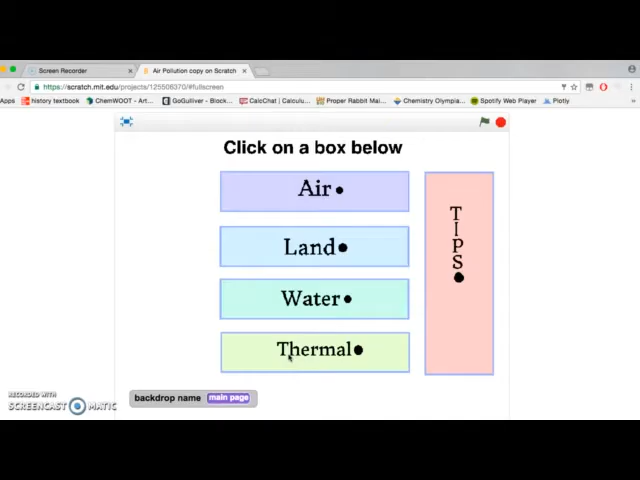 Screen Recorder
Air Pollution copy on Scratch
https://scratch.mit.edu/projects/125506370/#fullscreen
Apps
history textbook
ChemWOOT - Art...
GoGulliver - Block...
CalcChat | Calculu...
Proper Rabbit Mai...
Chemistry Olympia...
Spotify Web Player
Plotly
Click on a box below
Air
Land
Water
Thermal
TIPS
backdrop name main page
RECORDED WITH
SCREENCAST MATIC